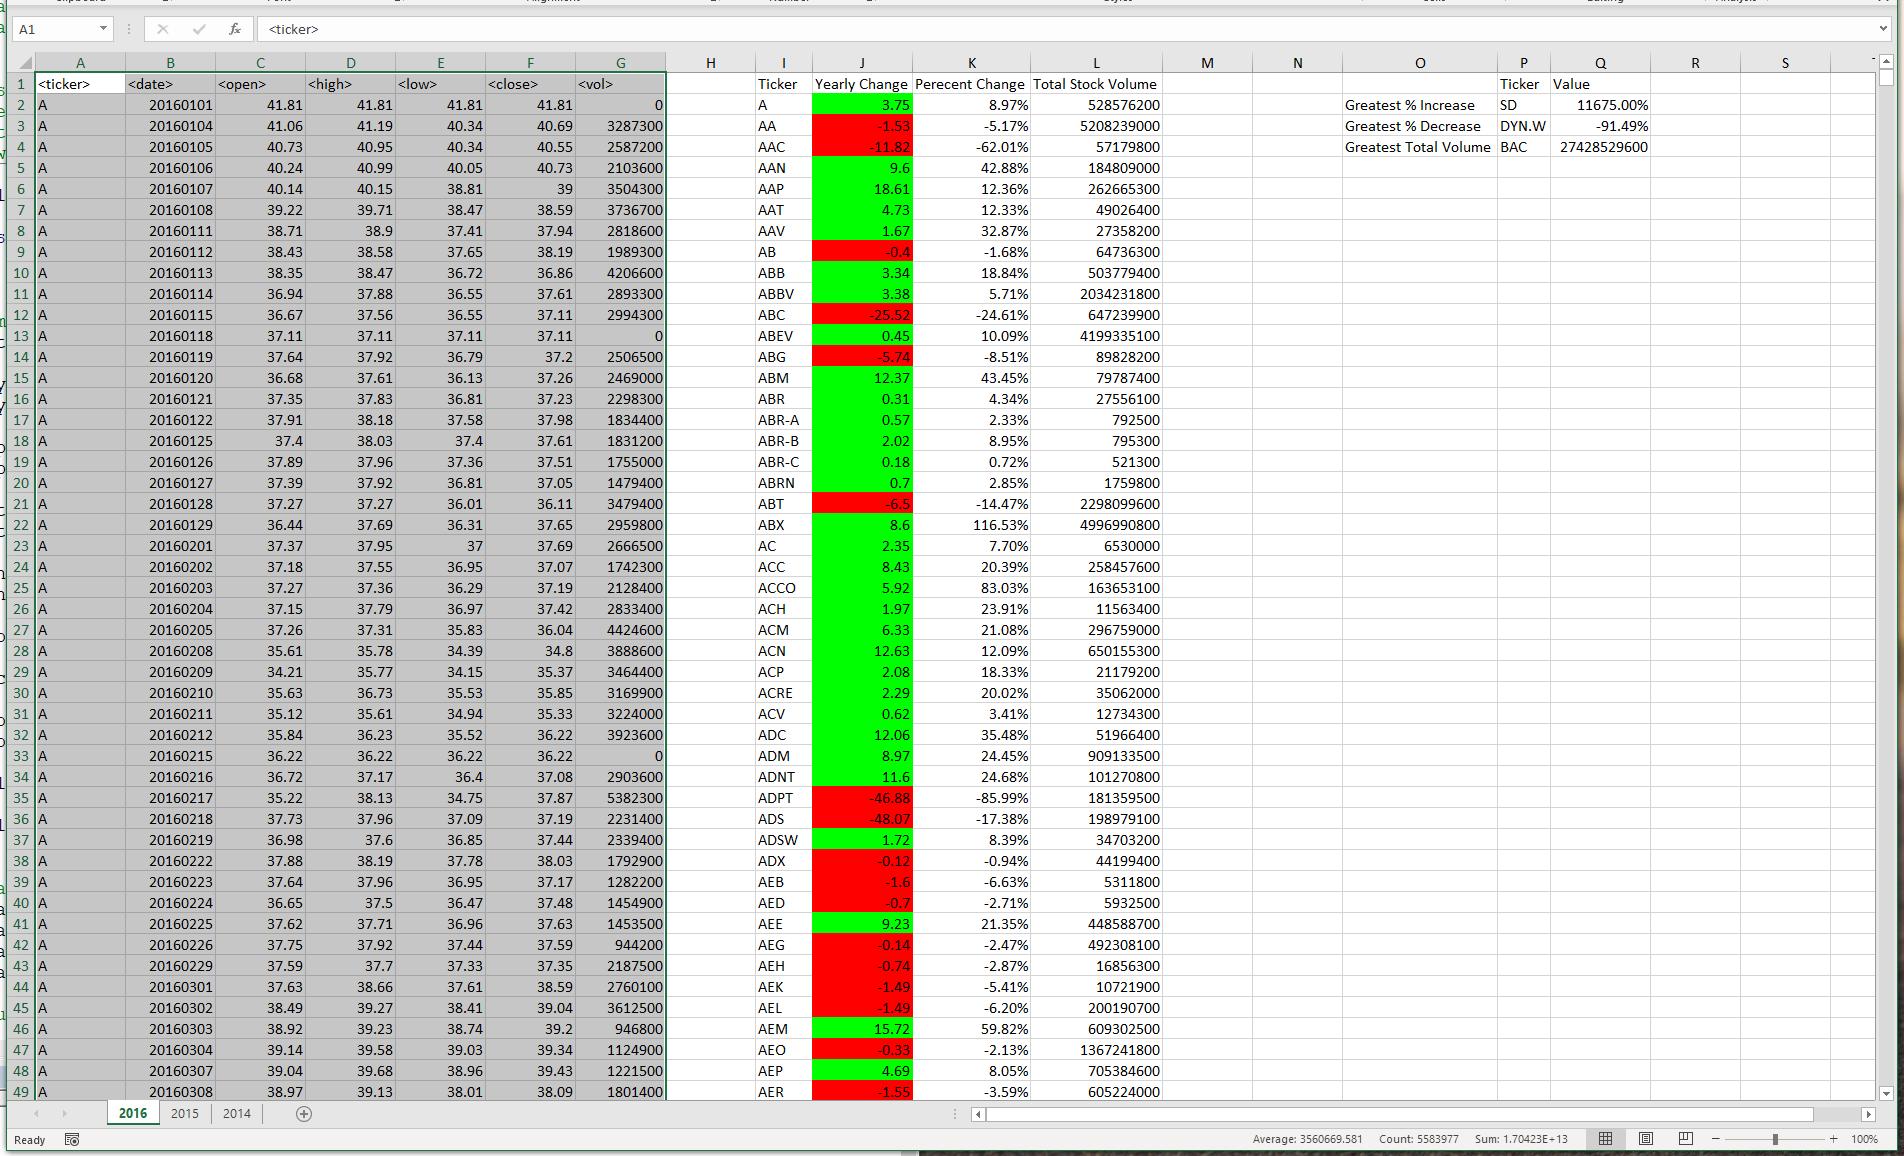 A1 fx <ticker>
A B C D E F G H I J K L M N O P Q R S
1 <ticker> <date> <open> <high> <low> <close> <vol> Ticker Yearly Change Perecent Change Total Stock Volume Ticker Value
2 A 20160101 41.81 41.81 41.81 41.81 0 A 3.75 8.97% 528576200 Greatest % Increase SD 11675.00%
3 A 20160104 41.06 41.19 40.34 40.69 3287300 AA -1.53 -5.17% 5208239000 Greatest % Decrease DYN.W -91.49%
4 A 20160105 40.73 40.95 40.34 40.55 2587200 AAC -11.82 -62.01% 57179800 Greatest Total Volume BAC 27428529600
5 A 20160106 40.24 40.99 40.05 40.73 2103600 AAN 9.6 42.88% 184809000
6 A 20160107 40.14 40.15 38.81 39 3504300 AAP 18.61 12.36% 262665300
7 A 20160108 39.22 39.71 38.47 38.59 3736700 AAT 4.73 12.33% 49026400
8 A 20160111 38.71 38.9 37.41 37.94 2818600 AAV 1.67 32.87% 27358200
9 A 20160112 38.43 38.58 37.65 38.19 1989300 AB -0.4 -1.68% 64736300
10 A 20160113 38.35 38.47 36.72 36.86 4206600 ABB 3.34 18.84% 503779400
11 A 20160114 36.94 37.88 36.55 37.61 2893300 ABBV 3.38 5.71% 2034231800
12 A 20160115 36.67 37.56 36.55 37.11 2994300 ABC -25.52 -24.61% 647239900
13 A 20160118 37.11 37.11 37.11 37.11 0 ABEV 0.45 10.09% 4199335100
14 A 20160119 37.64 37.92 36.79 37.2 2506500 ABG -5.74 -8.51% 89828200
15 A 20160120 36.68 37.61 36.13 37.26 2469000 ABM 12.37 43.45% 79787400
16 A 20160121 37.35 37.83 36.81 37.23 2298300 ABR 0.31 4.34% 27556100
17 A 20160122 37.91 38.18 37.58 37.98 1834400 ABR-A 0.57 2.33% 792500
18 A 20160125 37.4 38.03 37.4 37.61 1831200 ABR-B 2.02 8.95% 795300
19 A 20160126 37.89 37.96 37.36 37.51 1755000 ABR-C 0.18 0.72% 521300
20 A 20160127 37.39 37.92 36.81 37.05 1479400 ABRN 0.7 2.85% 1759800
21 A 20160128 37.27 37.27 36.01 36.11 3479400 ABT -6.5 -14.47% 2298099600
22 A 20160129 36.44 37.69 36.31 37.65 2959800 ABX 8.6 116.53% 4996990800
23 A 20160201 37.37 37.95 37 37.69 2666500 AC 2.35 7.70% 6530000
24 A 20160202 37.18 37.55 36.95 37.07 1742300 ACC 8.43 20.39% 258457600
25 A 20160203 37.27 37.36 36.29 37.19 2128400 ACCO 5.92 83.03% 163653100
26 A 20160204 37.15 37.79 36.97 37.42 2833400 ACH 1.97 23.91% 11563400
27 A 20160205 37.26 37.31 35.83 36.04 4424600 ACM 6.33 21.08% 296759000
28 A 20160208 35.61 35.78 34.39 34.8 3888600 ACN 12.63 12.09% 650155300
29 A 20160209 34.21 35.77 34.15 35.37 3464400 ACP 2.08 18.33% 21179200
30 A 20160210 35.63 36.73 35.53 35.85 3169900 ACRE 2.29 20.02% 35062000
31 A 20160211 35.12 35.61 34.94 35.33 3224000 ACV 0.62 3.41% 12734300
32 A 20160212 35.84 36.23 35.52 36.22 3923600 ADC 12.06 35.48% 51966400
33 A 20160215 36.22 36.22 36.22 36.22 0 ADM 8.97 24.45% 909133500
34 A 20160216 36.72 37.17 36.4 37.08 2903600 ADNT 11.6 24.68% 101270800
35 A 20160217 35.22 38.13 34.75 37.87 5382300 ADPT -46.88 -85.99% 181359500
36 A 20160218 37.73 37.96 37.09 37.19 2231400 ADS -48.07 -17.38% 198979100
37 A 20160219 36.98 37.6 36.85 37.44 2339400 ADSW 1.72 8.39% 34703200
38 A 20160222 37.88 38.19 37.78 38.03 1792900 ADX -0.12 -0.94% 44199400
39 A 20160223 37.64 37.96 36.95 37.17 1282200 AEB -1.6 -6.63% 5311800
40 A 20160224 36.65 37.5 36.47 37.48 1454900 AED -0.7 -2.71% 5932500
41 A 20160225 37.62 37.71 36.96 37.63 1453500 AEE 9.23 21.35% 448588700
42 A 20160226 37.75 37.92 37.44 37.59 944200 AEG -0.14 -2.47% 492308100
43 A 20160229 37.59 37.7 37.33 37.35 2187500 AEH -0.74 -2.87% 16856300
44 A 20160301 37.63 38.66 37.61 38.59 2760100 AEK -1.49 -5.41% 10721900
45 A 20160302 38.49 39.27 38.41 39.04 3612500 AEL -1.49 -6.20% 200190700
46 A 20160303 38.92 39.23 38.74 39.2 946800 AEM 15.72 59.82% 609302500
47 A 20160304 39.14 39.58 39.03 39.34 1124900 AEO -0.33 -2.13% 1367241800
48 A 20160307 39.04 39.68 38.96 39.43 1221500 AEP 4.69 8.05% 705384600
49 A 20160308 38.97 39.13 38.01 38.09 1801400 AER -1.55 -3.59% 605224000
2016 2015 2014
Ready Average: 3560669.581 Count: 5583977 Sum: 1.70423E+13 100%